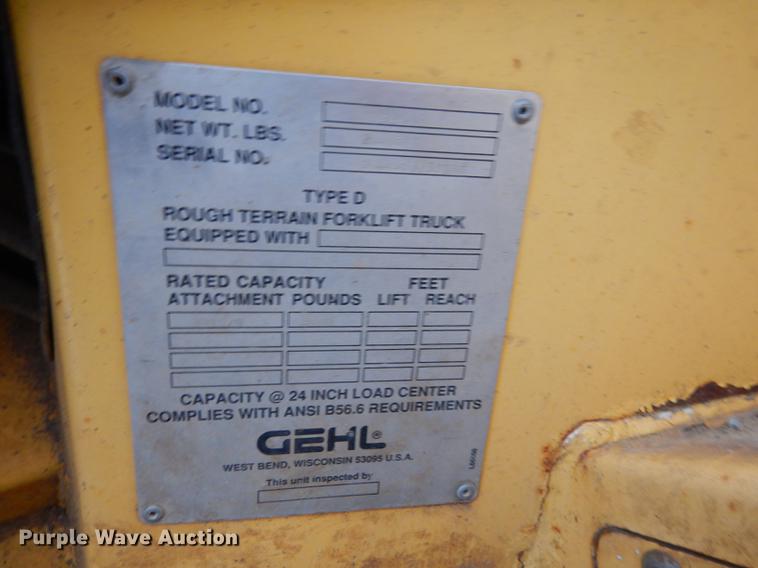 MODEL NO.
NET WT. LBS.
SERIAL NO.
TYPE D
ROUGH TERRAIN FORKLIFT TRUCK
EQUIPPED WITH
RATED CAPACITY FEET
ATTACHMENT POUNDS LIFT REACH
CAPACITY @ 24 INCH LOAD CENTER
COMPLIES WITH ANSI B56.6 REQUIREMENTS
GEHL®
WEST BEND, WISCONSIN 53095 U.S.A.
This unit inspected by
Purple Wave Auction